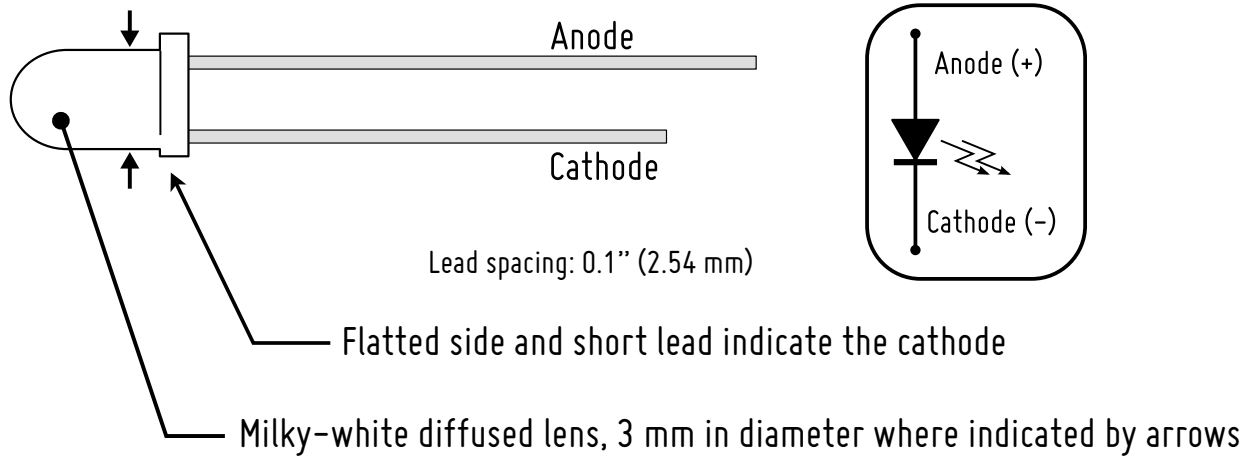 Anode
Cathode
Anode (+)
Cathode (-)
Lead spacing: 0.1” (2.54 mm)
Flatted side and short lead indicate the cathode
Milky-white diffused lens, 3 mm in diameter where indicated by arrows